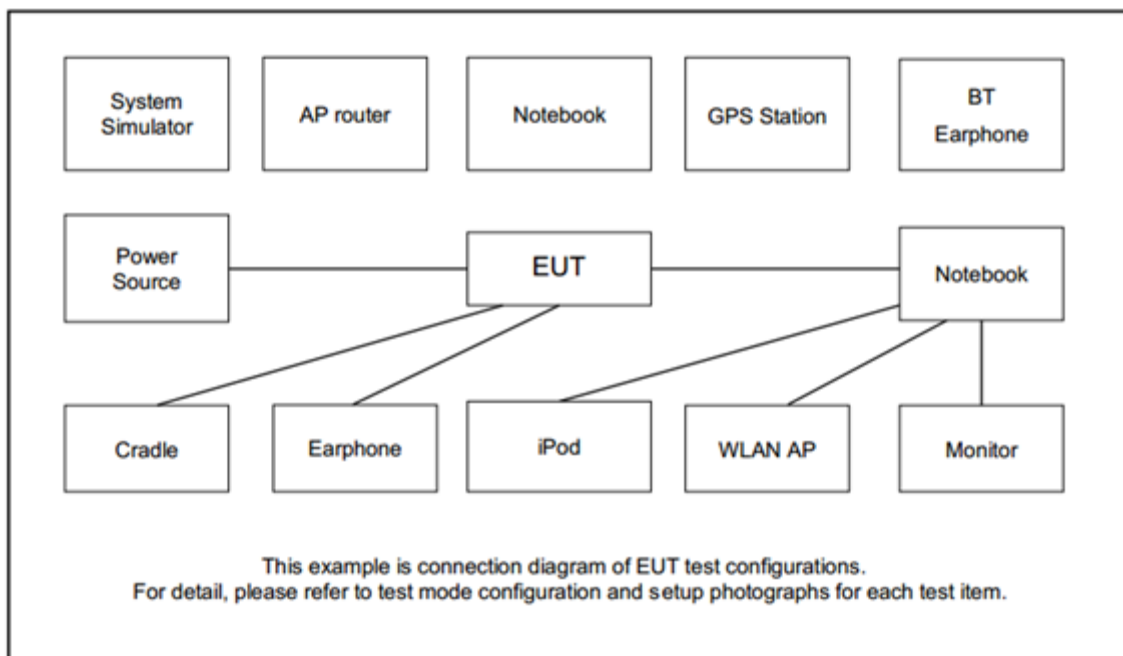 System
Simulator
AP router
Notebook
GPS Station
BT
Earphone
Power
Source
EUT
Notebook
Cradle
Earphone
iPod
WLAN AP
Monitor
This example is connection diagram of EUT test configurations.
For detail, please refer to test mode configuration and setup photographs for each test item.